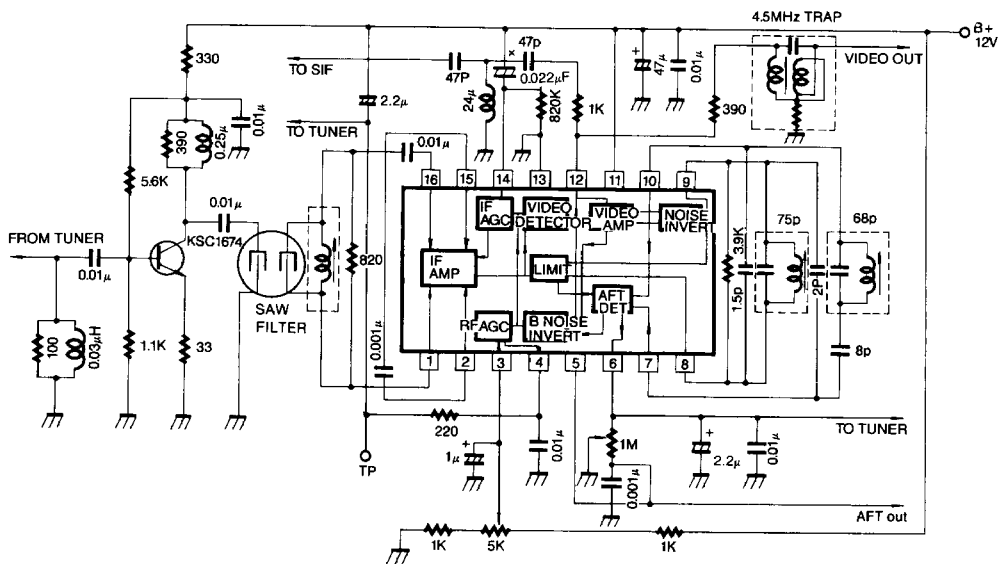 4.5MHz TRAP
B+
12V
VIDEO OUT
330
TO SIF
47P
47p
0.022μF
+
47μ
0.01μ
24μ
820K
1K
390
2.2μ
TO TUNER
390
0.25μ
0.01μ
5.6K
0.01μ
KSC1674
0.01μ
16 15 14 13 12 11 10 9
IF AGC
VIDEO DETECTOR
VIDEO AMP
NOISE INVERT
FROM TUNER
0.01μ
SAW FILTER
820
IF AMP
LIMIT
AFT DET
RF AGC
B NOISE INVERT
3.9K
1.5p
75p
2P
68p
8p
100
0.03μH
1.1K
33
0.001μ
1 2 3 4 5 6 7 8
220
TP
+
1μ
0.01μ
1M
0.001μ
+
2.2μ
0.01μ
TO TUNER
AFT out
1K
5K
1K